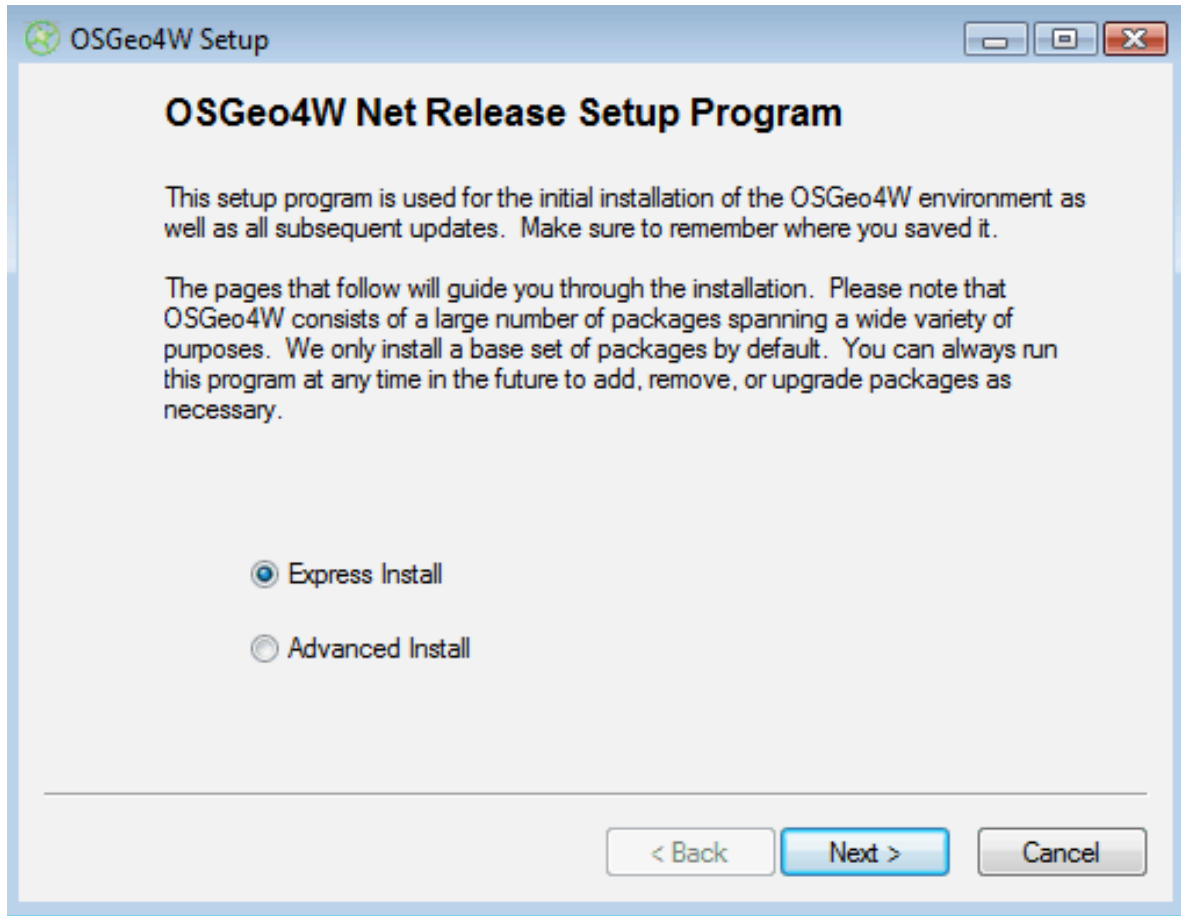 OSGeo4W Setup
OSGeo4W Net Release Setup Program
This setup program is used for the initial installation of the OSGeo4W environment as
well as all subsequent updates.  Make sure to remember where you saved it.
The pages that follow will guide you through the installation.  Please note that
OSGeo4W consists of a large number of packages spanning a wide variety of
purposes.  We only install a base set of packages by default.  You can always run
this program at any time in the future to add, remove, or upgrade packages as
necessary.
Express Install
Advanced Install
< Back
Next >
Cancel